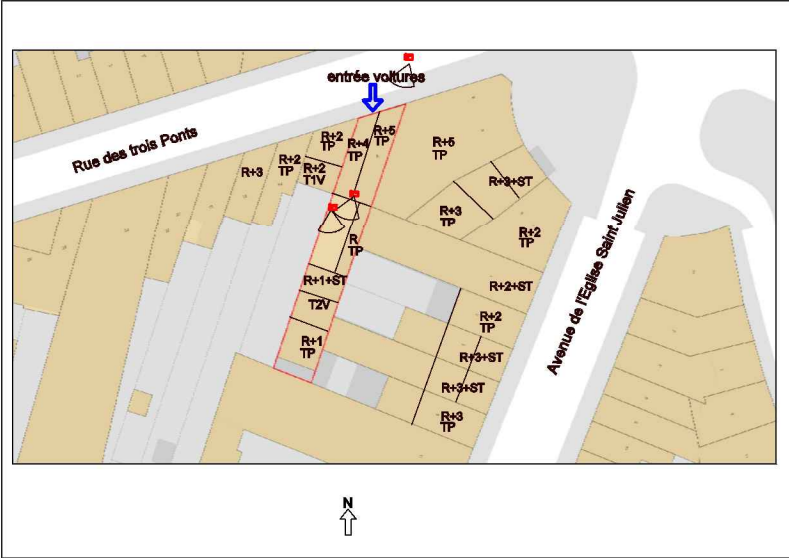 entrée voitures
Rue des trois Ponts
R+2
TP
R+4
TP
R+5
TP
R+5
TP
R+3
R+2
TP
R+2
T1V
R+3+ST
R+3
TP
R+2
TP
R
TP
R+1+ST
T2V
R+1
TP
R+2+ST
R+2
TP
R+3+ST
R+3+ST
R+3
TP
Avenue de l'Eglise Saint Julien
N